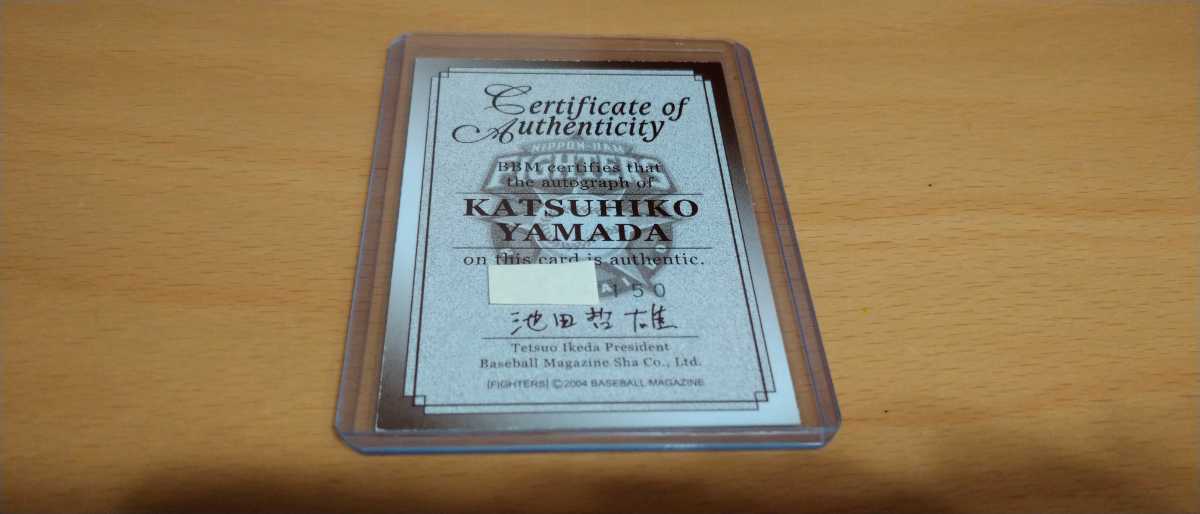 Certificate of
Authenticity
NIPPON-HAM
FIGHTERS
BBM certifies that
the autograph of
KATSUHIKO
YAMADA
on this card is authentic.
150
池田哲雄
Tetsuo Ikeda President
Baseball Magazine Sha Co., Ltd.
[FIGHTERS] ©2004 BASEBALL MAGAZINE